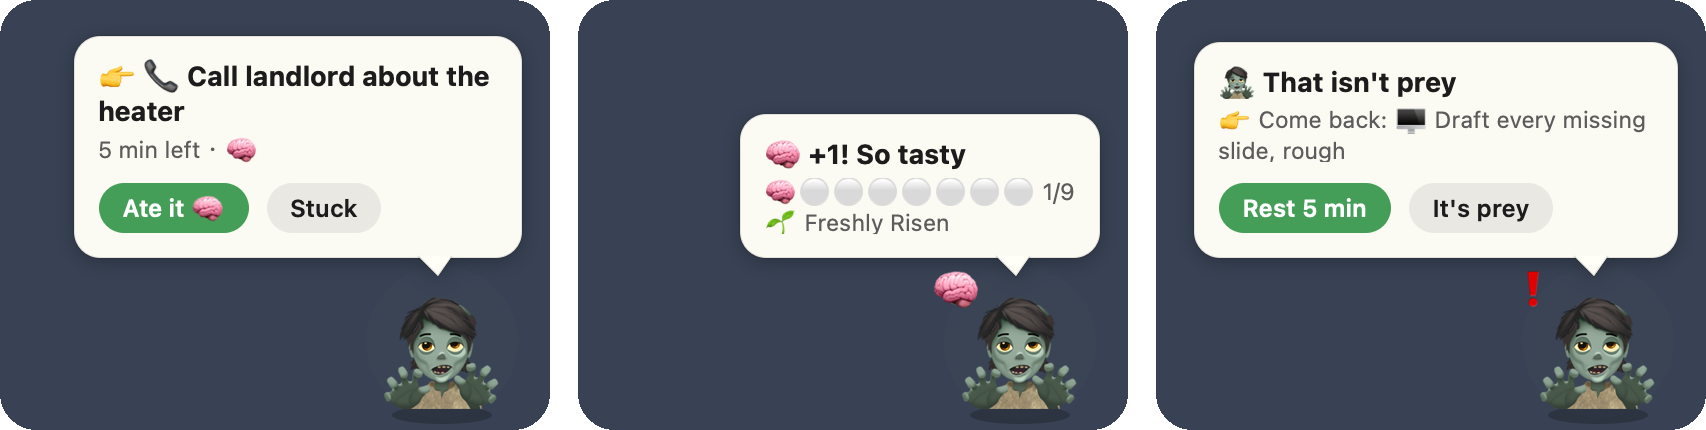 👉 📞 Call landlord about the
heater
5 min left · 🧠
Ate it 🧠
Stuck
🧠 +1! So tasty
🧠⚪⚪⚪⚪⚪⚪⚪ 1/9
🌱 Freshly Risen
🧟 That isn't prey
👉 Come back: 🖥️ Draft every missing
slide, rough
Rest 5 min
It's prey